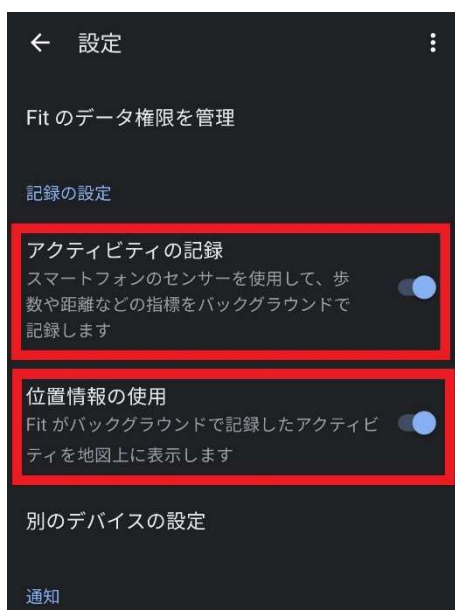 設定
Fit のデータ権限を管理
記録の設定
アクティビティの記録
スマートフォンのセンサーを使用して、歩
数や距離などの指標をバックグラウンドで
記録します
位置情報の使用
Fit がバックグラウンドで記録したアクティビ
ティを地図上に表示します
別のデバイスの設定
通知